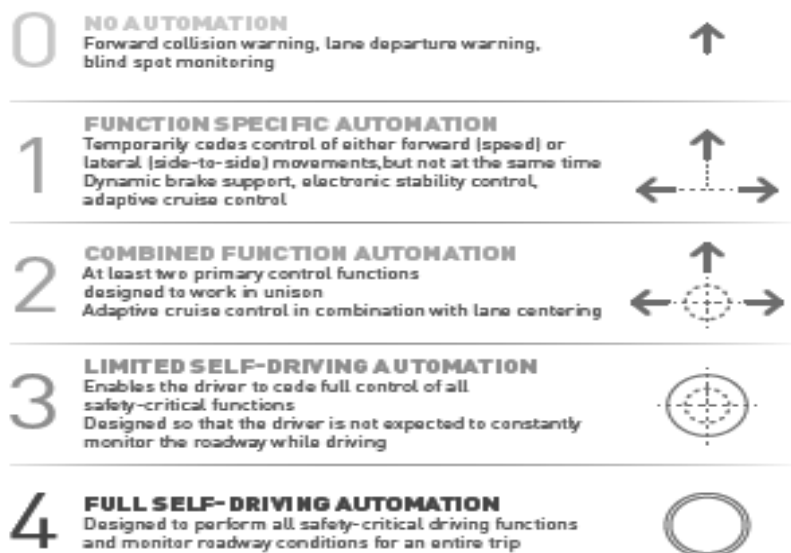 0
NO AUTOMATION
Forward collision warning, lane departure warning,
blind spot monitoring
1
FUNCTION SPECIFIC AUTOMATION
Temporarily cedes control of either forward (speed) or
lateral (side-to-side) movements, but not at the same time
Dynamic brake support, electronic stability control,
adaptive cruise control
2
COMBINED FUNCTION AUTOMATION
At least two primary control functions
designed to work in unison
Adaptive cruise control in combination with lane centering
3
LIMITED SELF-DRIVING AUTOMATION
Enables the driver to cede full control of all
safety-critical functions
Designed so that the driver is not expected to constantly
monitor the roadway while driving
4
FULL SELF-DRIVING AUTOMATION
Designed to perform all safety-critical driving functions
and monitor roadway conditions for an entire trip